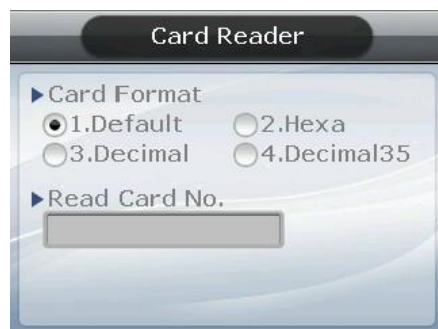 Card Reader
Card Format
1.Default 2.Hexa
3.Decimal 4.Decimal35
Read Card No.